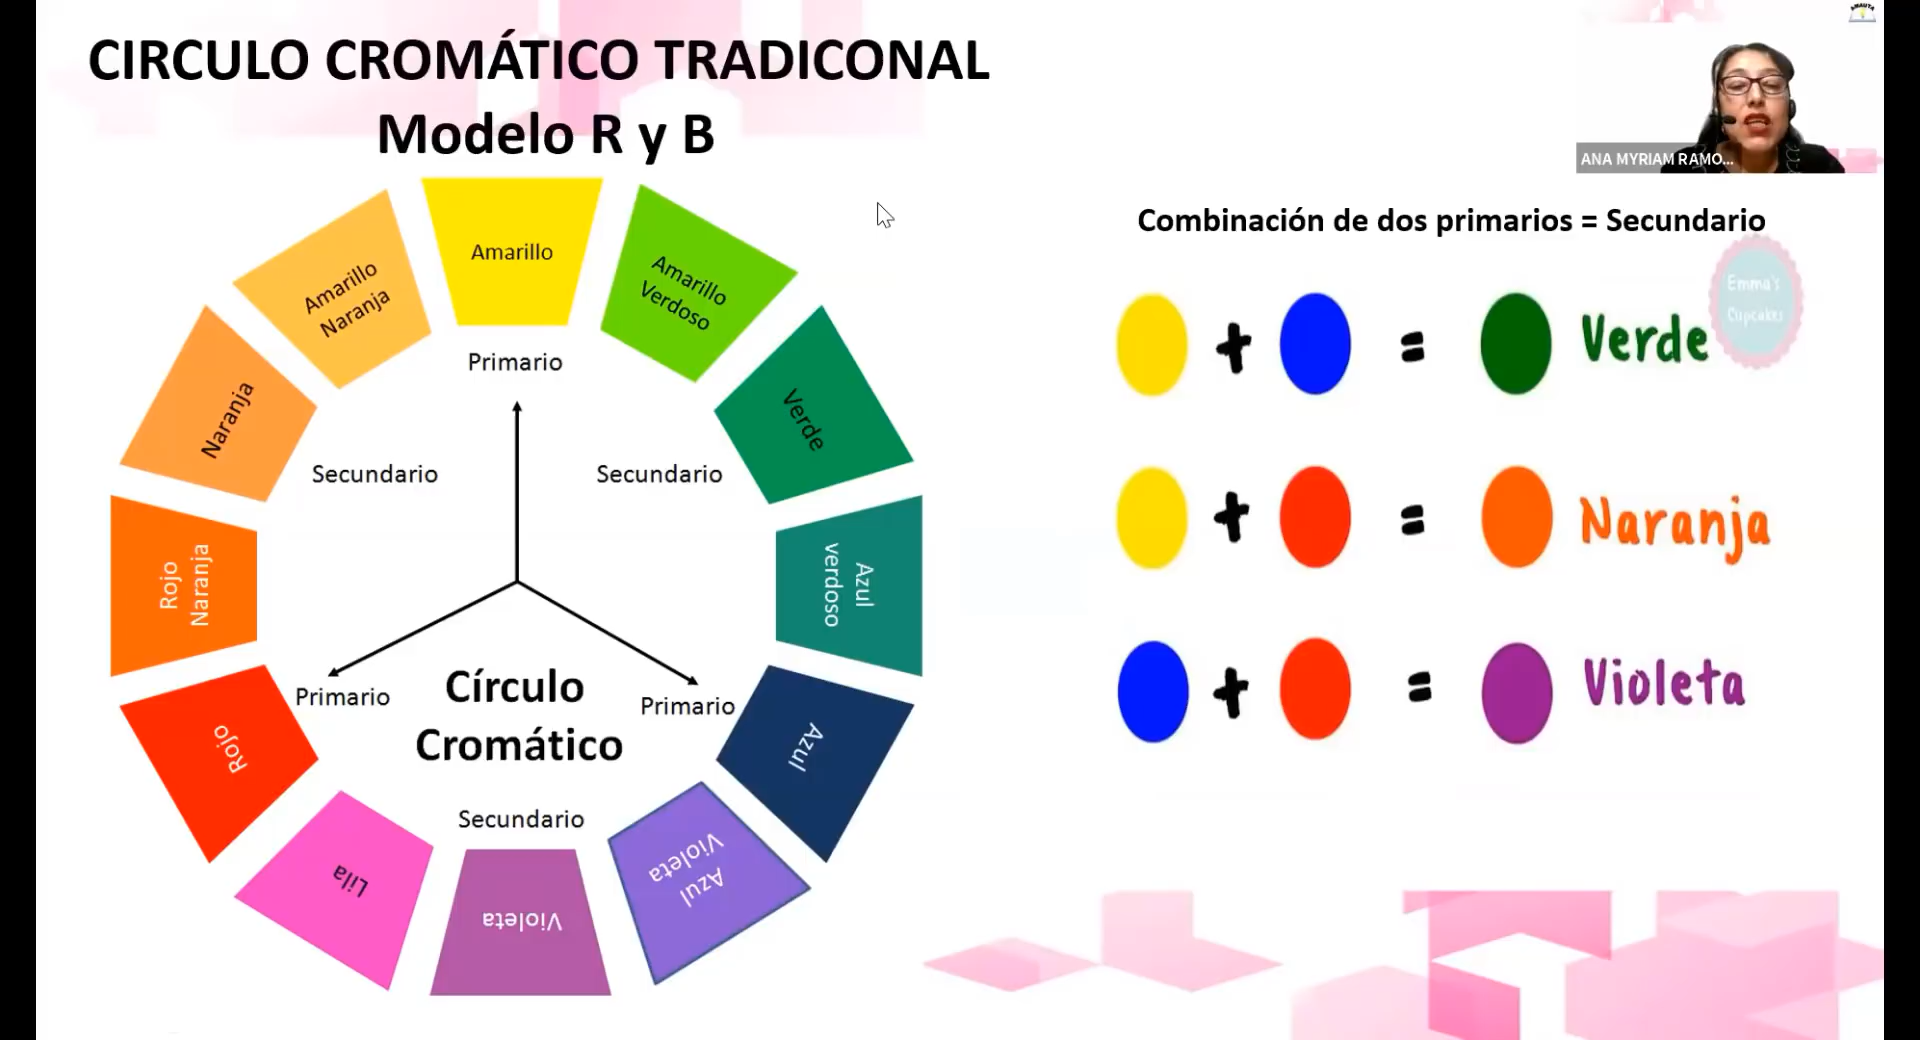 CIRCULO CROMÁTICO TRADICONAL
Modelo R y B
AMAUTA
ANA MYRIAM RAMO...
Amarillo
Amarillo
Verdoso
Verde
Azul
verdoso
Azul
Azul
Violeta
Violeta
Lila
Rojo
Rojo
Naranja
Naranja
Amarillo
Naranja
Primario
Secundario
Secundario
Primario
Primario
Círculo
Cromático
Secundario
Combinación de dos primarios = Secundario
Emma's
Cupcakes
+ = Verde
+ = Naranja
+ = Violeta